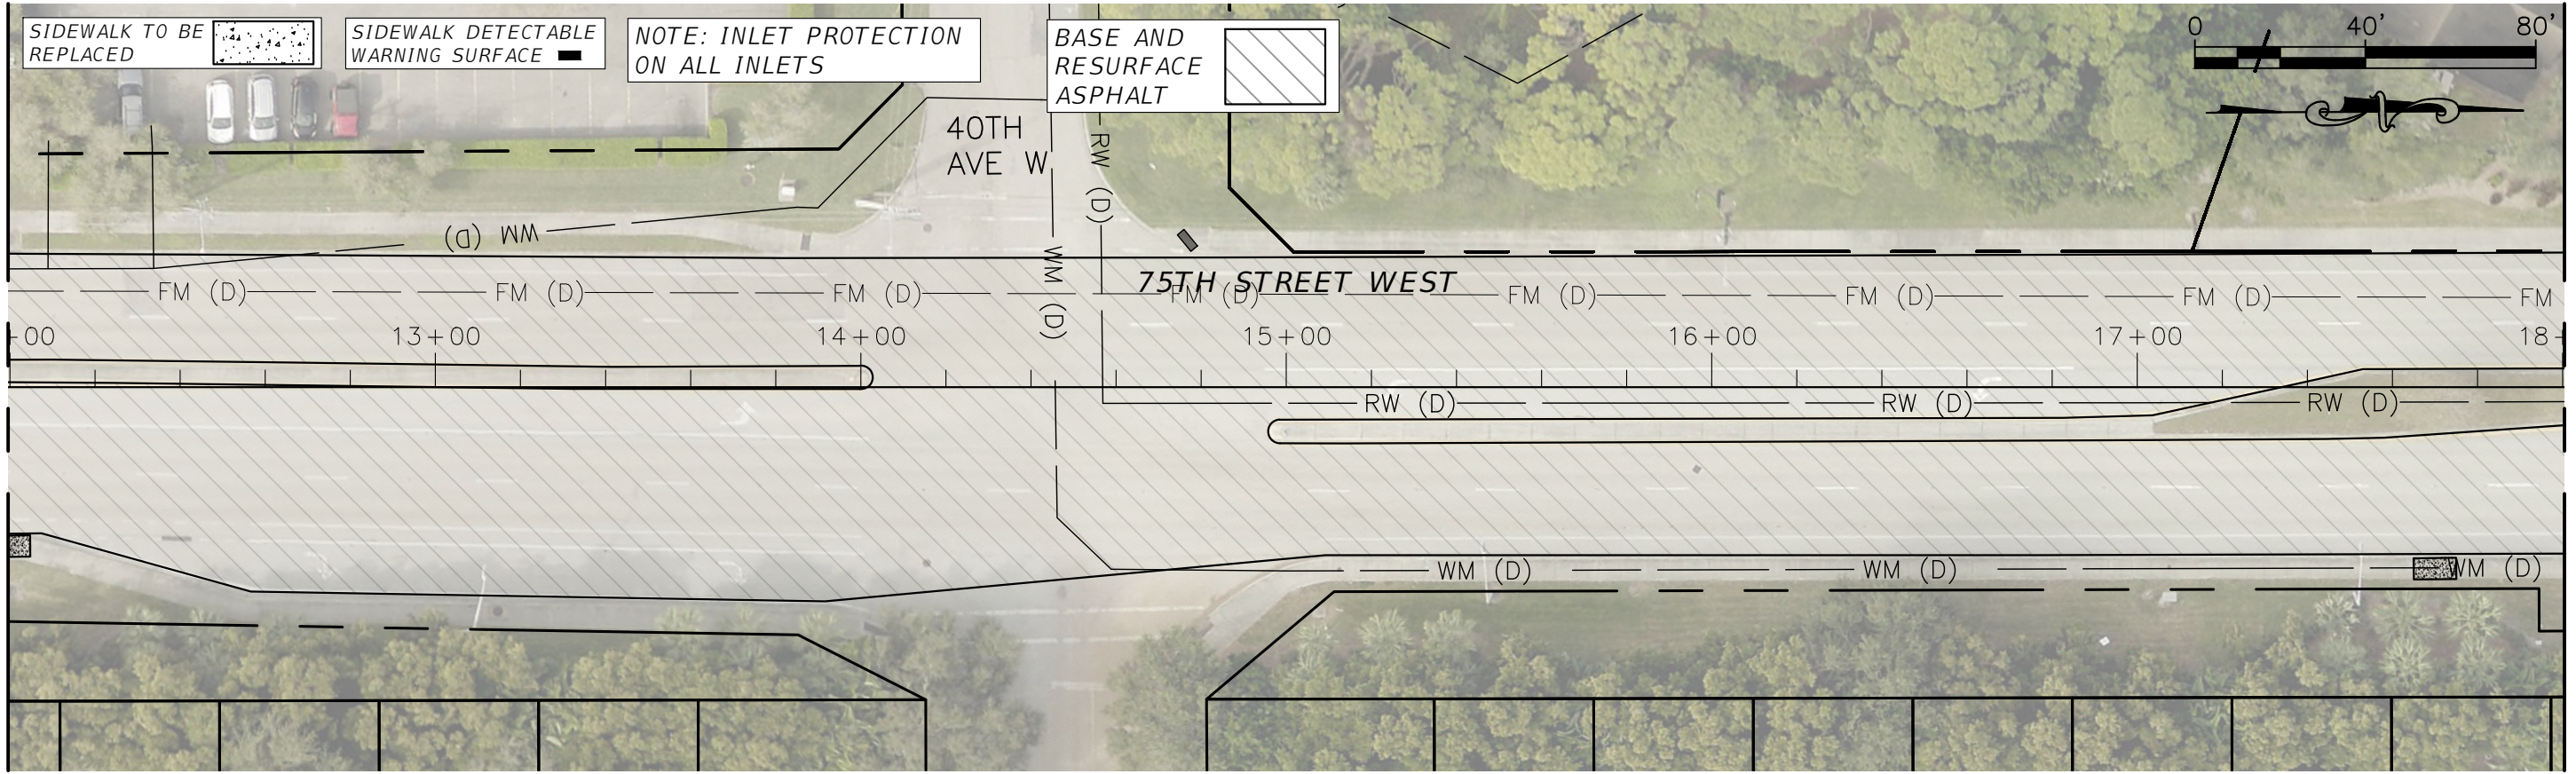 SIDEWALK TO BE
REPLACED
SIDEWALK DETECTABLE
WARNING SURFACE
NOTE: INLET PROTECTION
ON ALL INLETS
BASE AND
RESURFACE
ASPHALT
0 40' 80'
40TH
AVE W
RW (D)
WM (D)
WM (D)
75TH STREET WEST
FM (D) FM (D) FM (D) FM (D) FM (D) FM (D) FM (D) FM
+00 13+00 14+00 15+00 16+00 17+00 18+
RW (D) RW (D) RW (D)
WM (D) WM (D) WM (D)